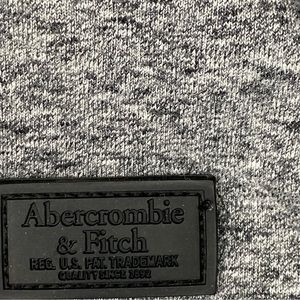 Abercrombie
& Fitch
REG. U.S. PAT. TRADEMARK
QUALITY SINCE 1892